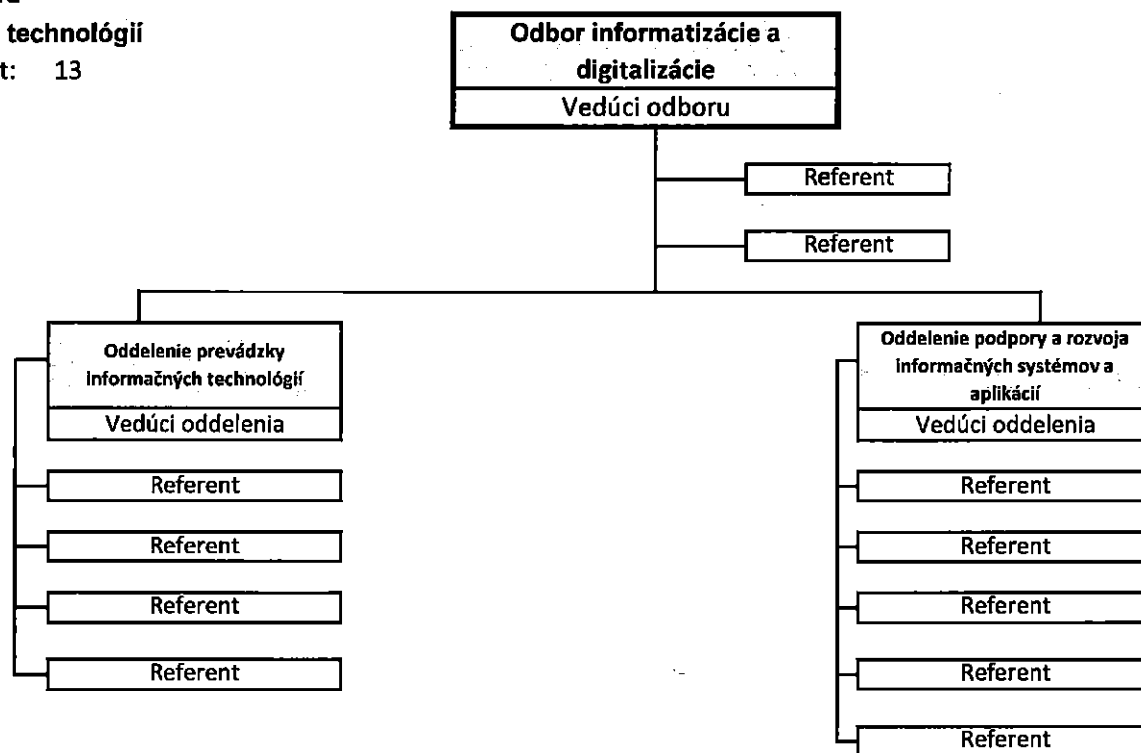 technológií
t: 13
Odbor informatizácie a
digitalizácie
Vedúci odboru
Referent
Referent
Oddelenie prevádzky
informačných technológií
Vedúci oddelenia
Referent
Referent
Referent
Referent
Oddelenie podpory a rozvoja
informačných systémov a
aplikácií
Vedúci oddelenia
Referent
Referent
Referent
Referent
Referent